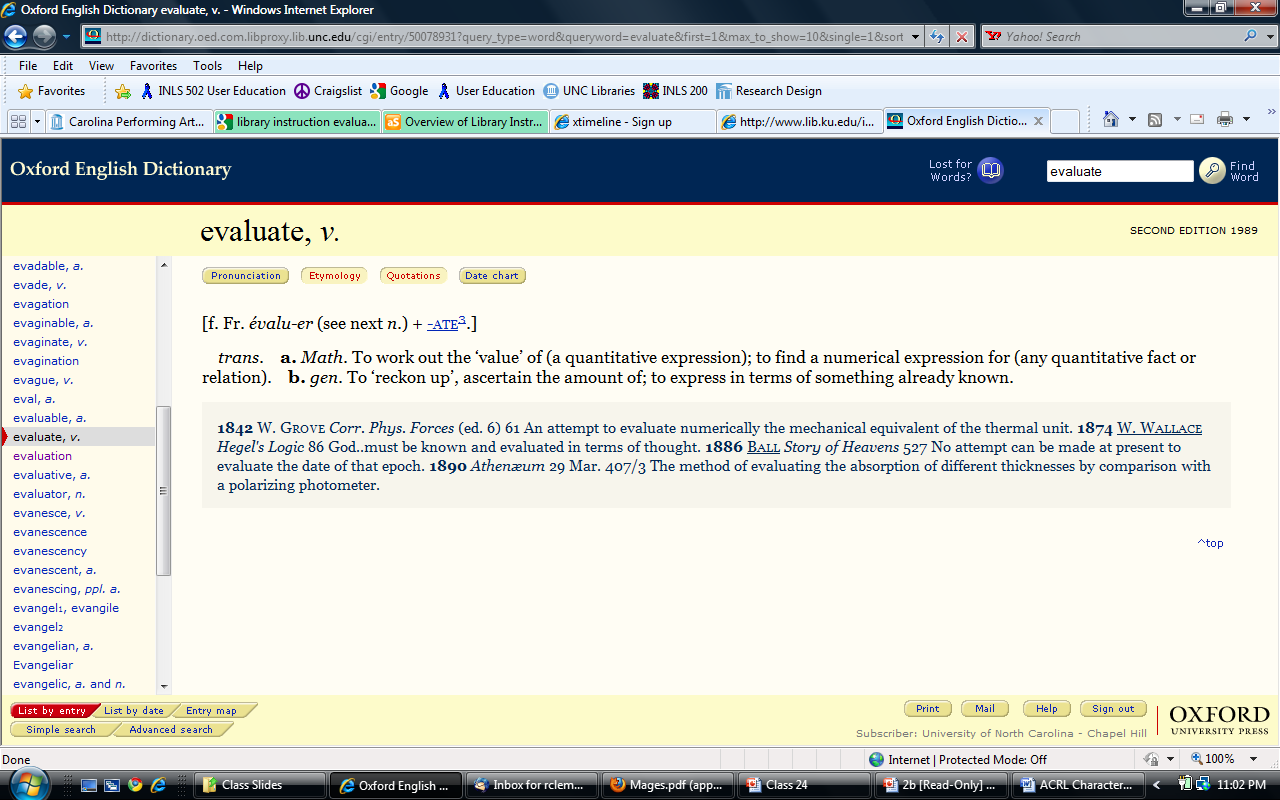 Oxford English Dictionary evaluate, v. - Windows Internet Explorer
http://dictionary.oed.com.libproxy.lib.unc.edu/cgi/entry/50078931?query_type=word&queryword=evaluate&first=1&max_to_show=10&single=1&sort
Yahoo! Search
File Edit View Favorites Tools Help
Favorites INLS 502 User Education Craigslist Google User Education UNC Libraries INLS 200 Research Design
Carolina Performing Art... library instruction evalua... Overview of Library Instr... xtimeline - Sign up http://www.lib.ku.edu/i... Oxford English Dictio...
Oxford English Dictionary
Lost for Words?
evaluate
Find Word
evaluate, v.
SECOND EDITION 1989
evadable, a.
evade, v.
evagation
evaginable, a.
evaginate, v.
evagination
evague, v.
eval, a.
evaluable, a.
evaluate, v.
evaluation
evaluative, a.
evaluator, n.
evanesce, v.
evanescence
evanescency
evanescent, a.
evanescing, ppl. a.
evangel1, evangile
evangel2
evangelian, a.
Evangeliar
evangelic, a. and n.
Pronunciation Etymology Quotations Date chart
[f. Fr. évalu-er (see next n.) + -ATE3.]
trans. a. Math. To work out the ‘value’ of (a quantitative expression); to find a numerical expression for (any quantitative fact or
relation). b. gen. To ‘reckon up’, ascertain the amount of; to express in terms of something already known.
1842 W. GROVE Corr. Phys. Forces (ed. 6) 61 An attempt to evaluate numerically the mechanical equivalent of the thermal unit. 1874 W. WALLACE
Hegel's Logic 86 God..must be known and evaluated in terms of thought. 1886 BALL Story of Heavens 527 No attempt can be made at present to
evaluate the date of that epoch. 1890 Athenæum 29 Mar. 407/3 The method of evaluating the absorption of different thicknesses by comparison with
a polarizing photometer.
^top
List by entry List by date Entry map
Simple search Advanced search
Print Mail Help Sign out
Subscriber: University of North Carolina - Chapel Hill
OXFORD
UNIVERSITY PRESS
Done
Internet | Protected Mode: Off
100%
Class Slides Oxford English ... Inbox for rclem... Mages.pdf (app... Class 24 2b [Read-Only] ... ACRL Character... 11:02 PM